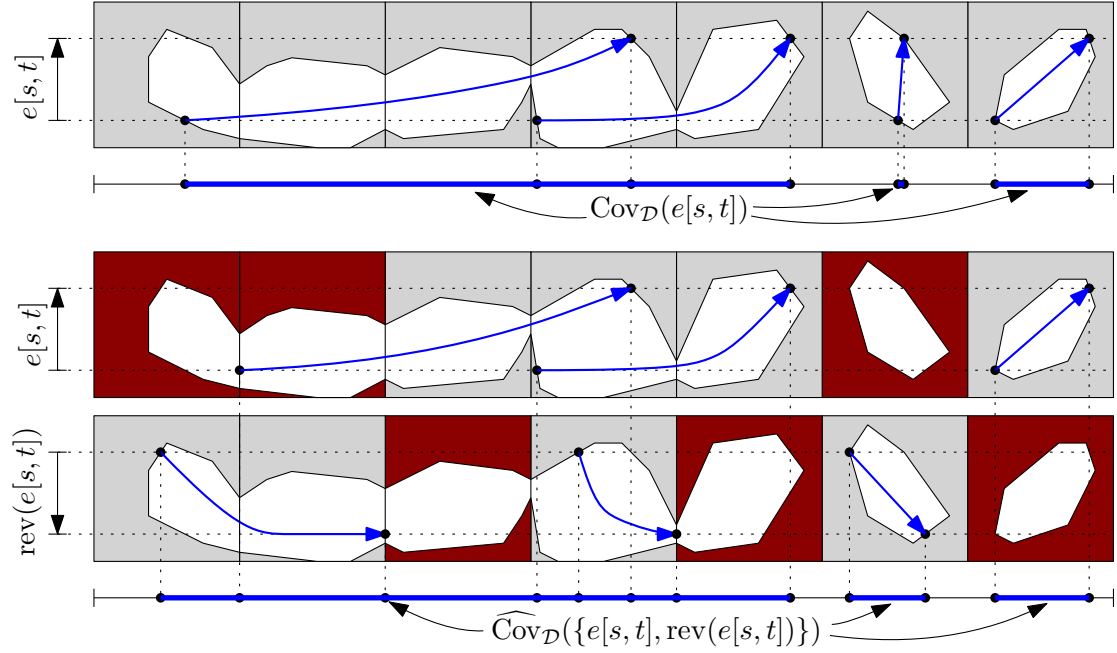 e[s, t]
Cov_𝒟(e[s, t])
e[s, t]
rev(e[s, t])
\widehat{Cov}_𝒟({e[s, t], rev(e[s, t])})